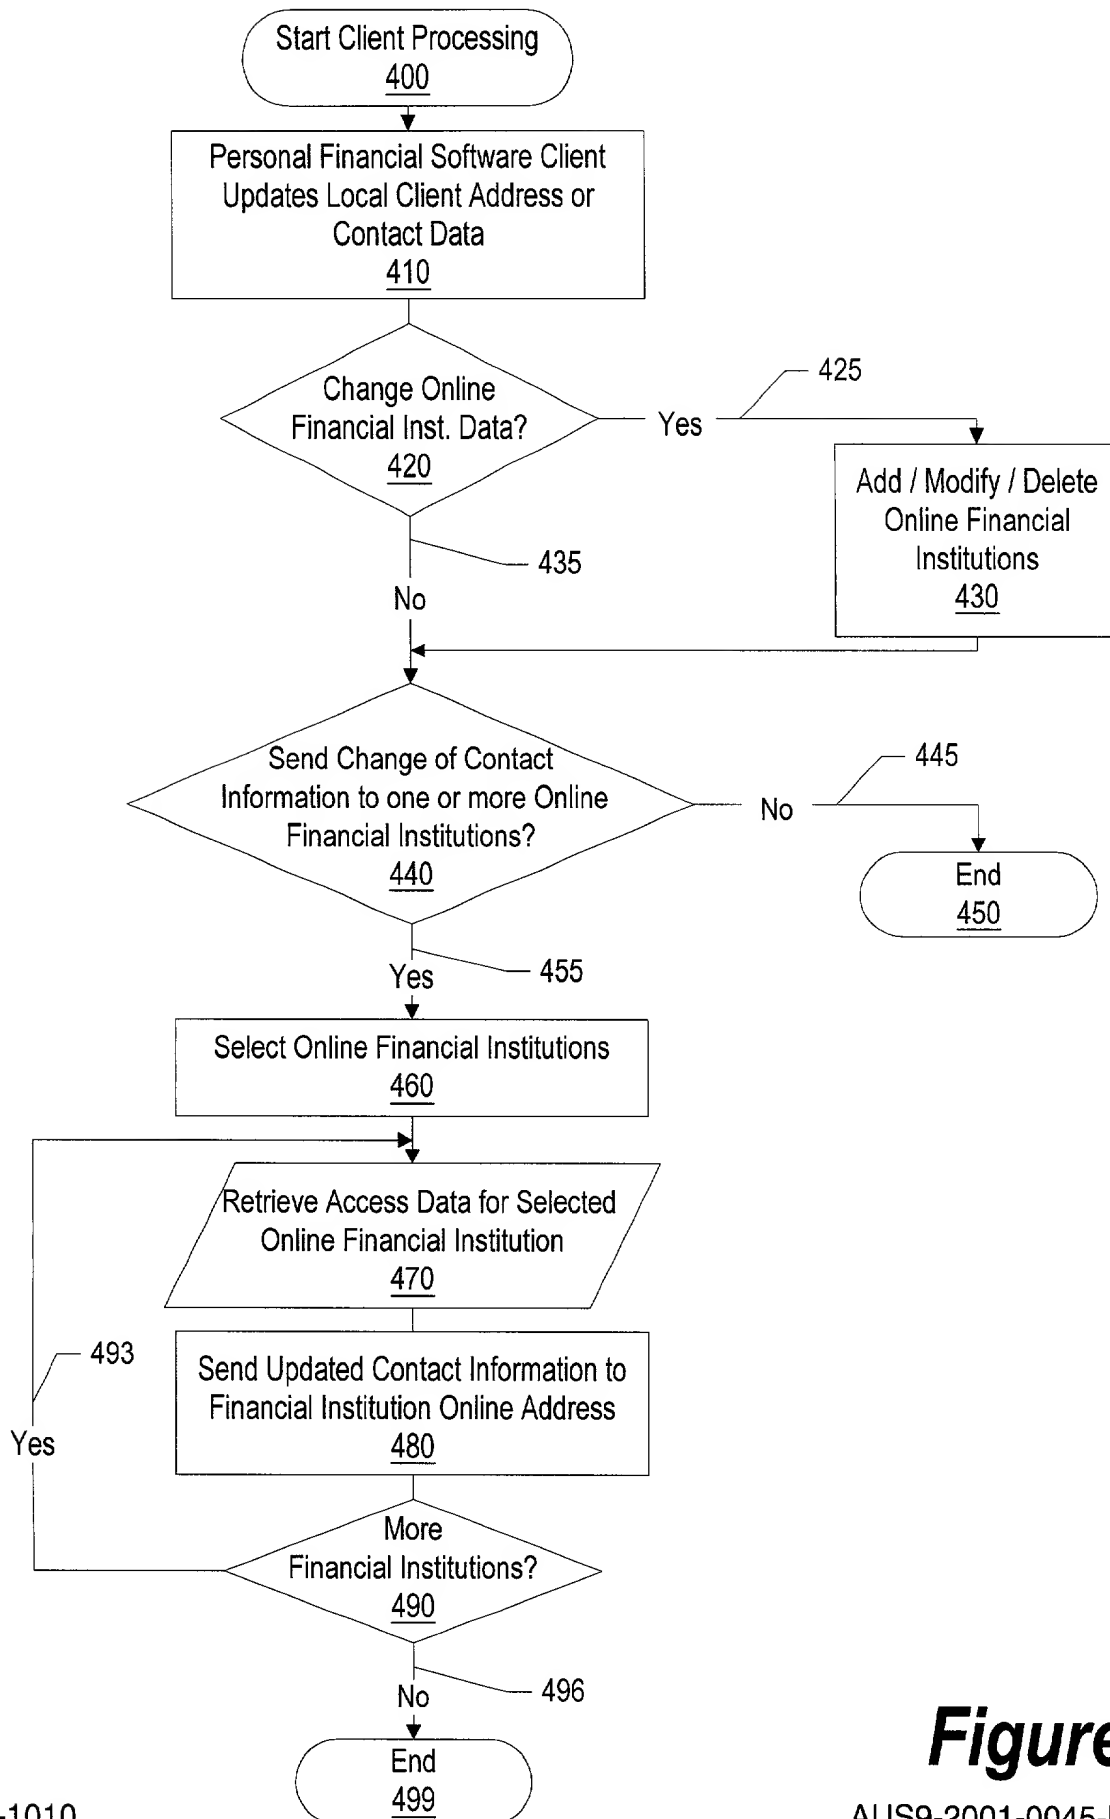 Start Client Processing
400
Personal Financial Software Client
Updates Local Client Address or
Contact Data
410
Change Online
Financial Inst. Data?
420
Yes
425
Add / Modify / Delete
Online Financial
Institutions
430
435
No
Send Change of Contact
Information to one or more Online
Financial Institutions?
440
No
445
End
450
455
Yes
Select Online Financial Institutions
460
Retrieve Access Data for Selected
Online Financial Institution
470
493
Yes
Send Updated Contact Information to
Financial Institution Online Address
480
More
Financial Institutions?
490
496
No
End
499
Figure
-1010
AUS9-2001-0045-